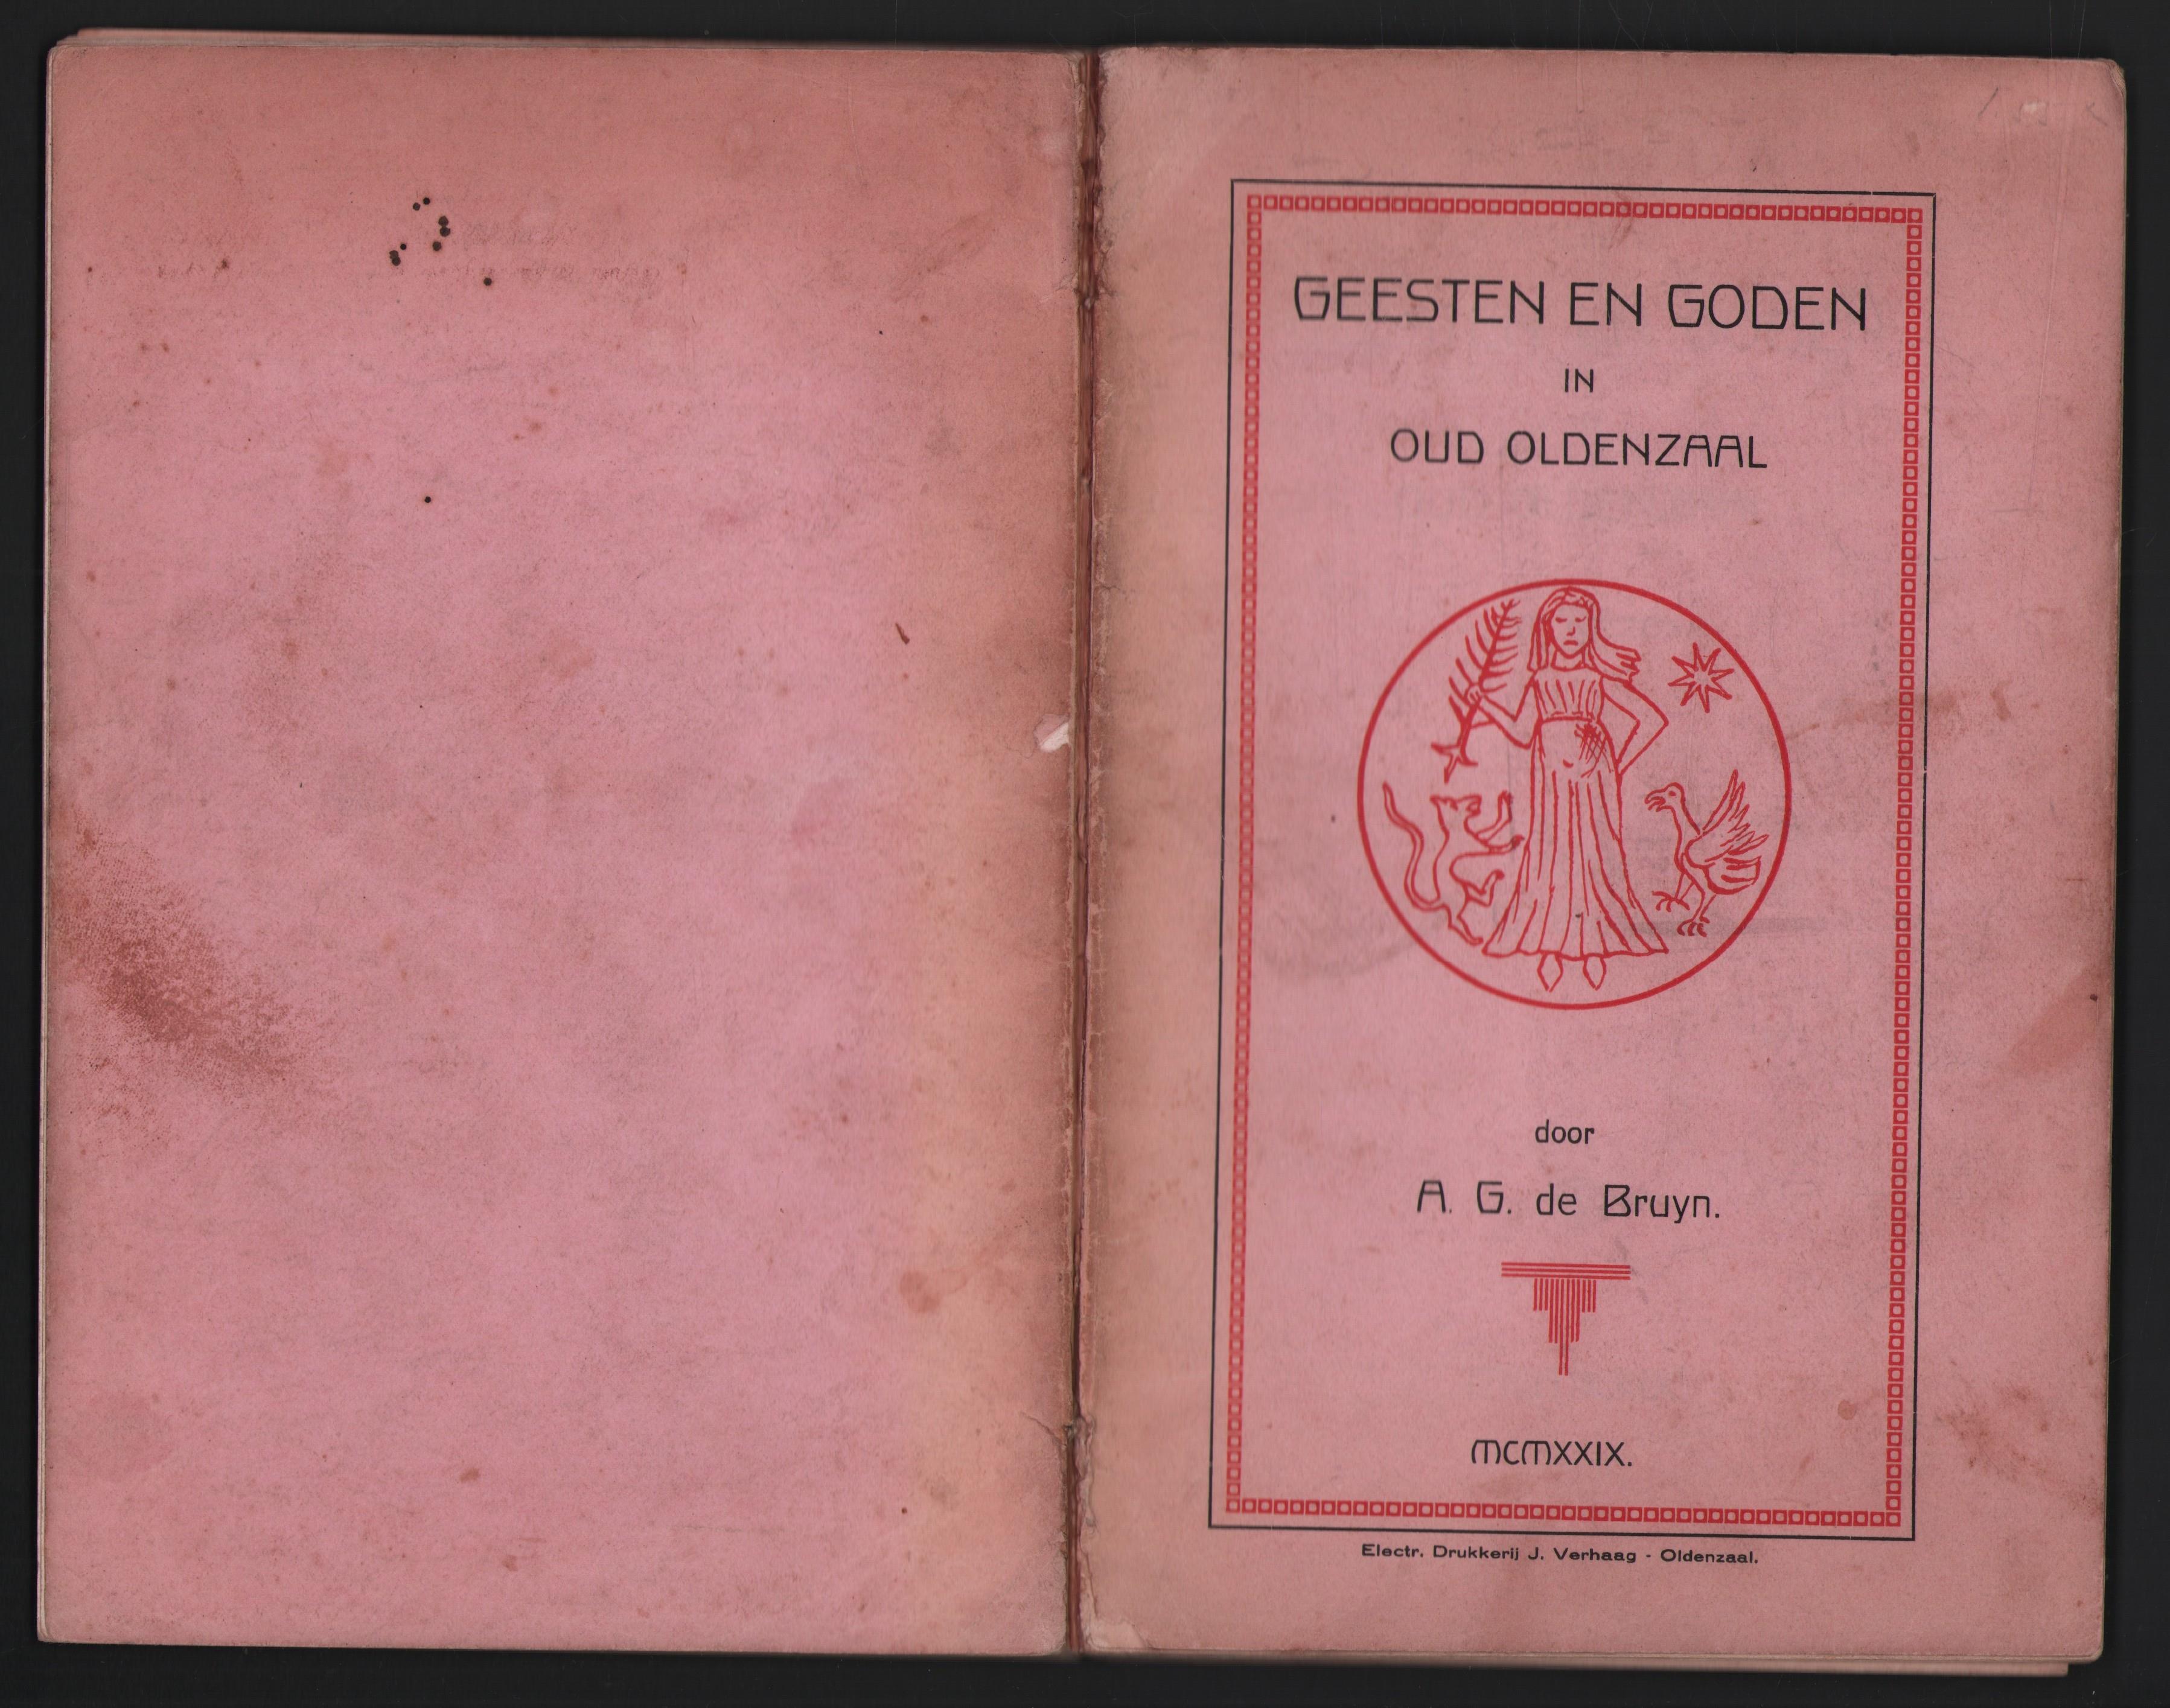 GEESTEN EN GODEN
IN
OUD OLDENZAAL
door
A. G. de Bruyn.
MCMXXIX.
Electr. Drukkerij J. Verhaag - Oldenzaal.